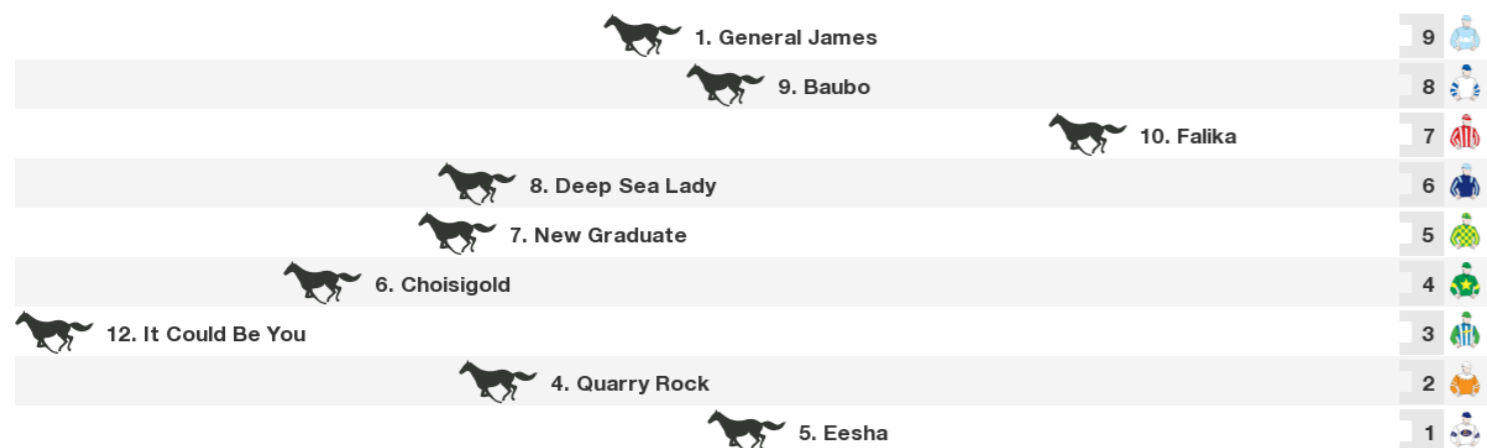 1. General James 9
9. Baubo 8
10. Falika 7
8. Deep Sea Lady 6
7. New Graduate 5
6. Choisigold 4
12. It Could Be You 3
4. Quarry Rock 2
5. Eesha 1